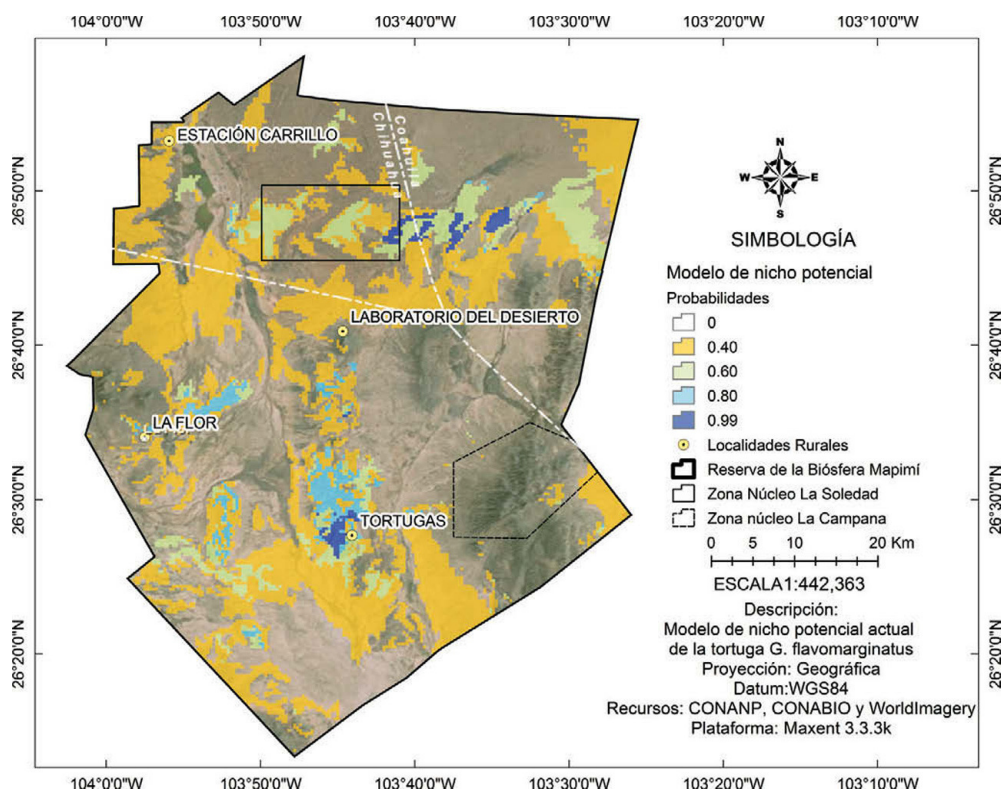 104°0'0"W 103°50'0"W 103°40'0"W 103°30'0"W 103°20'0"W 103°10'0"W
26°50'0"N
26°40'0"N
26°30'0"N
26°20'0"N
ESTACIÓN CARRILLO
Coahuila
Chihuahua
LABORATORIO DEL DESIERTO
LA FLOR
TORTUGAS
N
W E
S
SIMBOLOGÍA
Modelo de nicho potencial
Probabilidades
0
0.40
0.60
0.80
0.99
Localidades Rurales
Reserva de la Biósfera Mapimí
Zona Núcleo La Soledad
Zona núcleo La Campana
0 5 10 20 Km
ESCALA1:442,363
Descripción:
Modelo de nicho potencial actual
de la tortuga G. flavomarginatus
Proyección: Geográfica
Datum:WGS84
Recursos: CONANP, CONABIO y WorldImagery
Plataforma: Maxent 3.3.3k
26°50'0"N
26°40'0"N
26°30'0"N
26°20'0"N
104°0'0"W 103°50'0"W 103°40'0"W 103°30'0"W 103°20'0"W 103°10'0"W